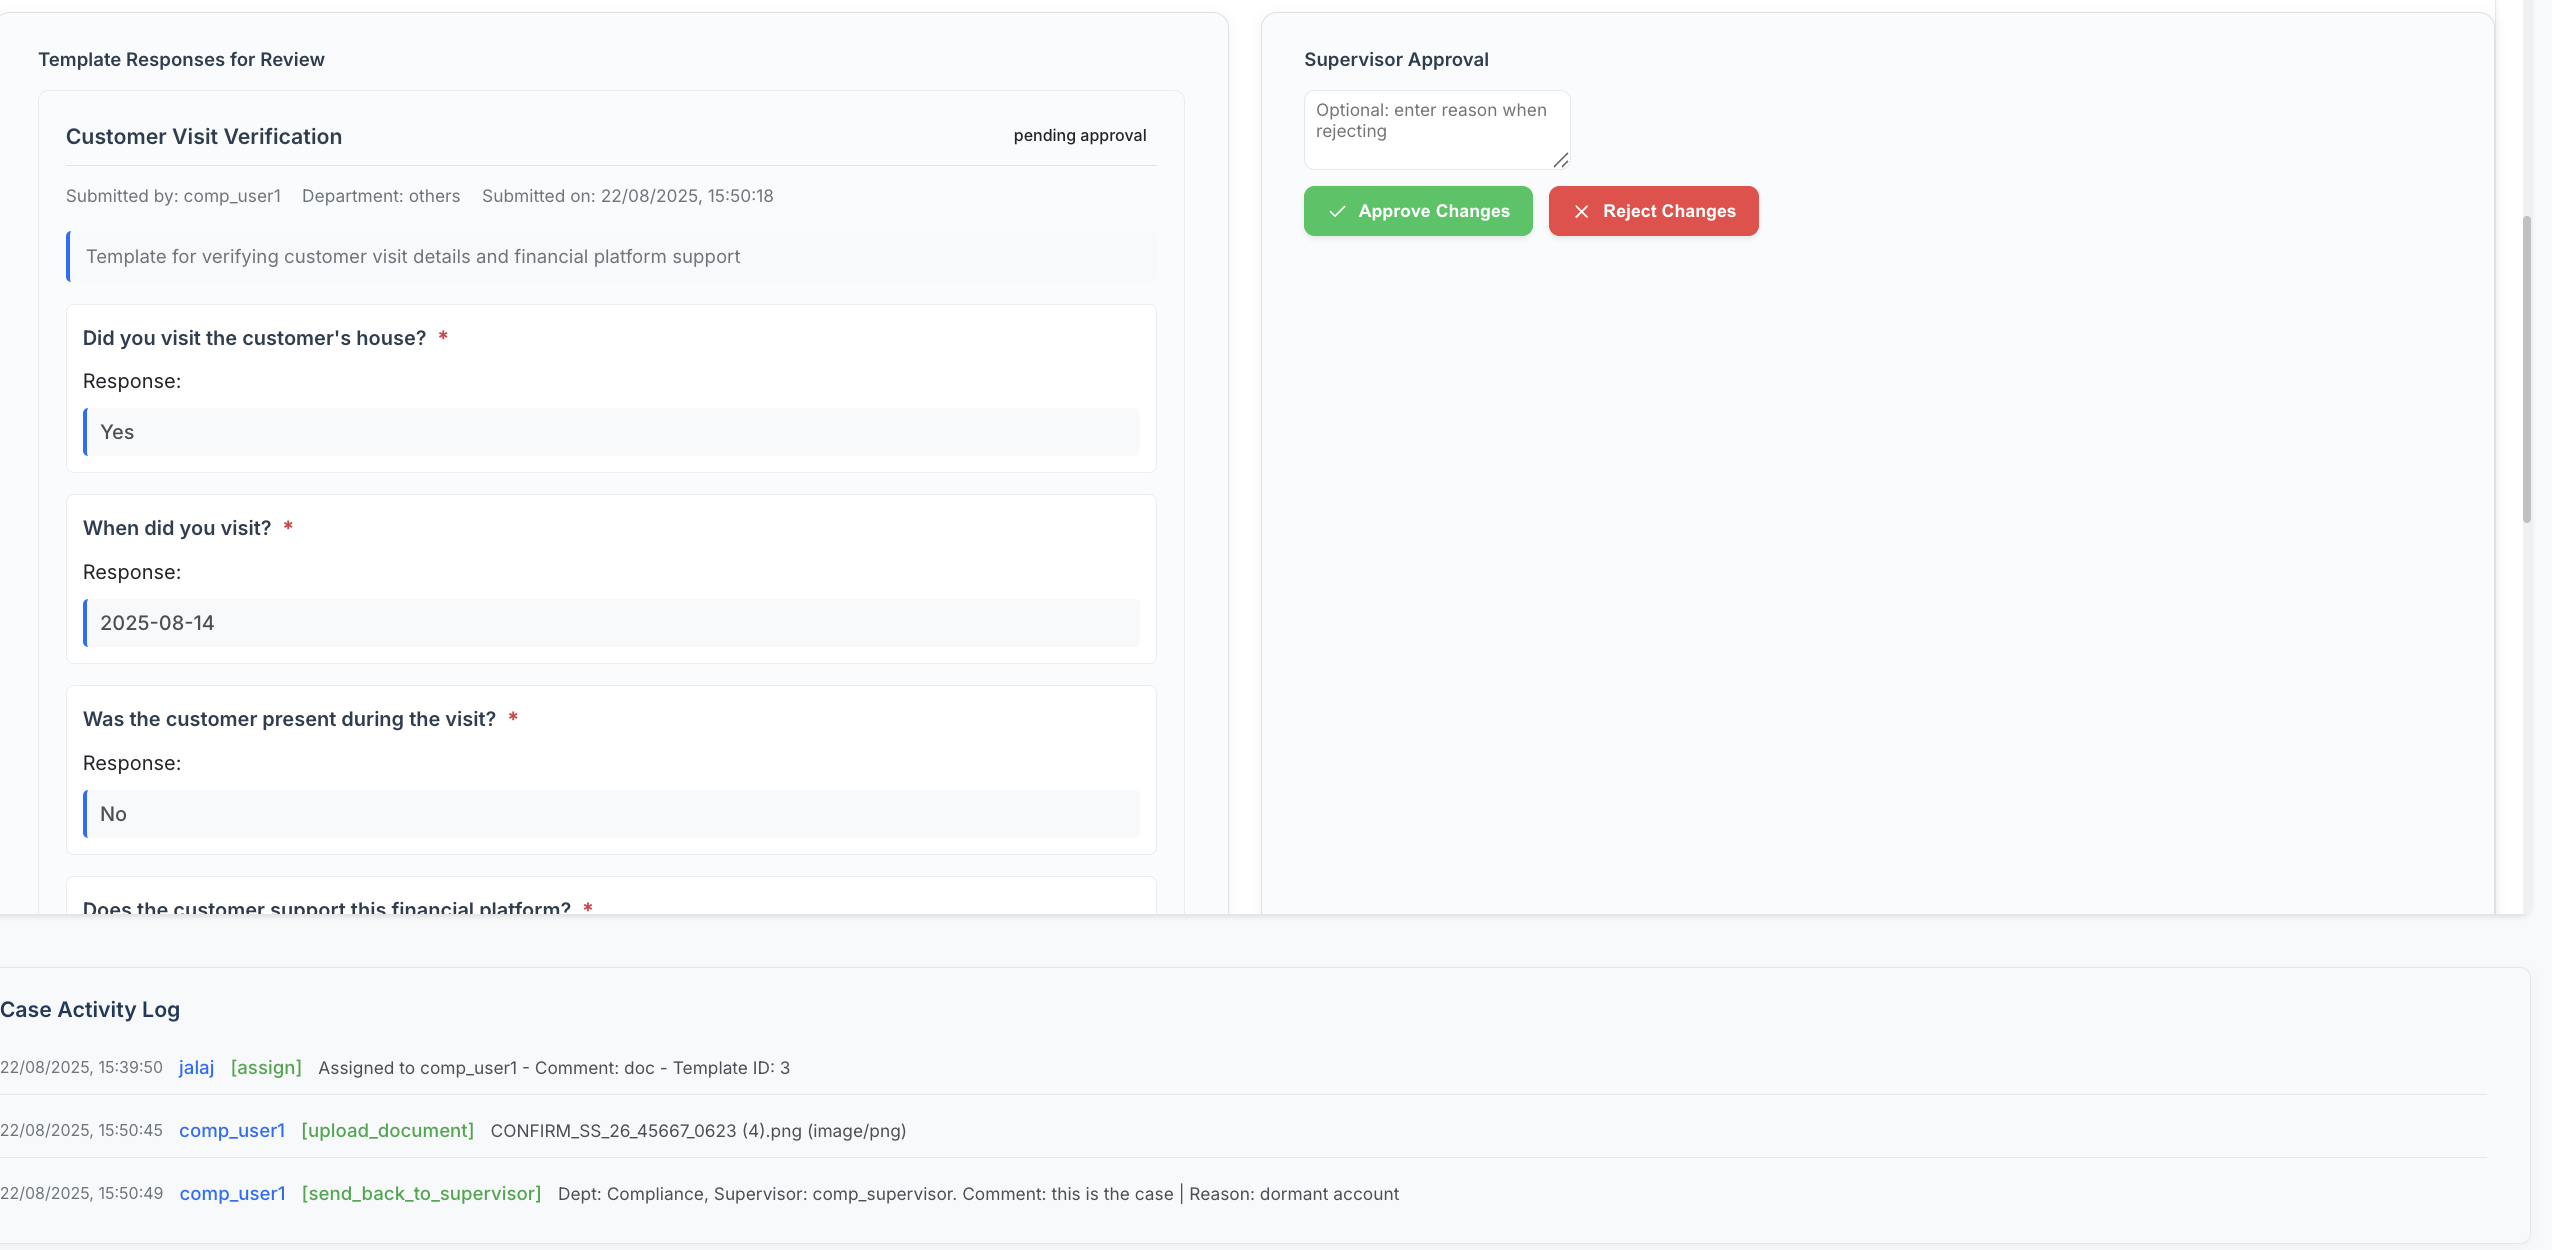 Template Responses for Review
Customer Visit Verification
pending approval
Submitted by: comp_user1 Department: others Submitted on: 22/08/2025, 15:50:18
Template for verifying customer visit details and financial platform support
Did you visit the customer's house? *
Response:
Yes
When did you visit? *
Response:
2025-08-14
Was the customer present during the visit? *
Response:
No
Does the customer support this financial platform? *
Supervisor Approval
Optional: enter reason when
rejecting
Approve Changes
Reject Changes
Case Activity Log
22/08/2025, 15:39:50 jalaj [assign] Assigned to comp_user1 - Comment: doc - Template ID: 3
22/08/2025, 15:50:45 comp_user1 [upload_document] CONFIRM_SS_26_45667_0623 (4).png (image/png)
22/08/2025, 15:50:49 comp_user1 [send_back_to_supervisor] Dept: Compliance, Supervisor: comp_supervisor. Comment: this is the case | Reason: dormant account